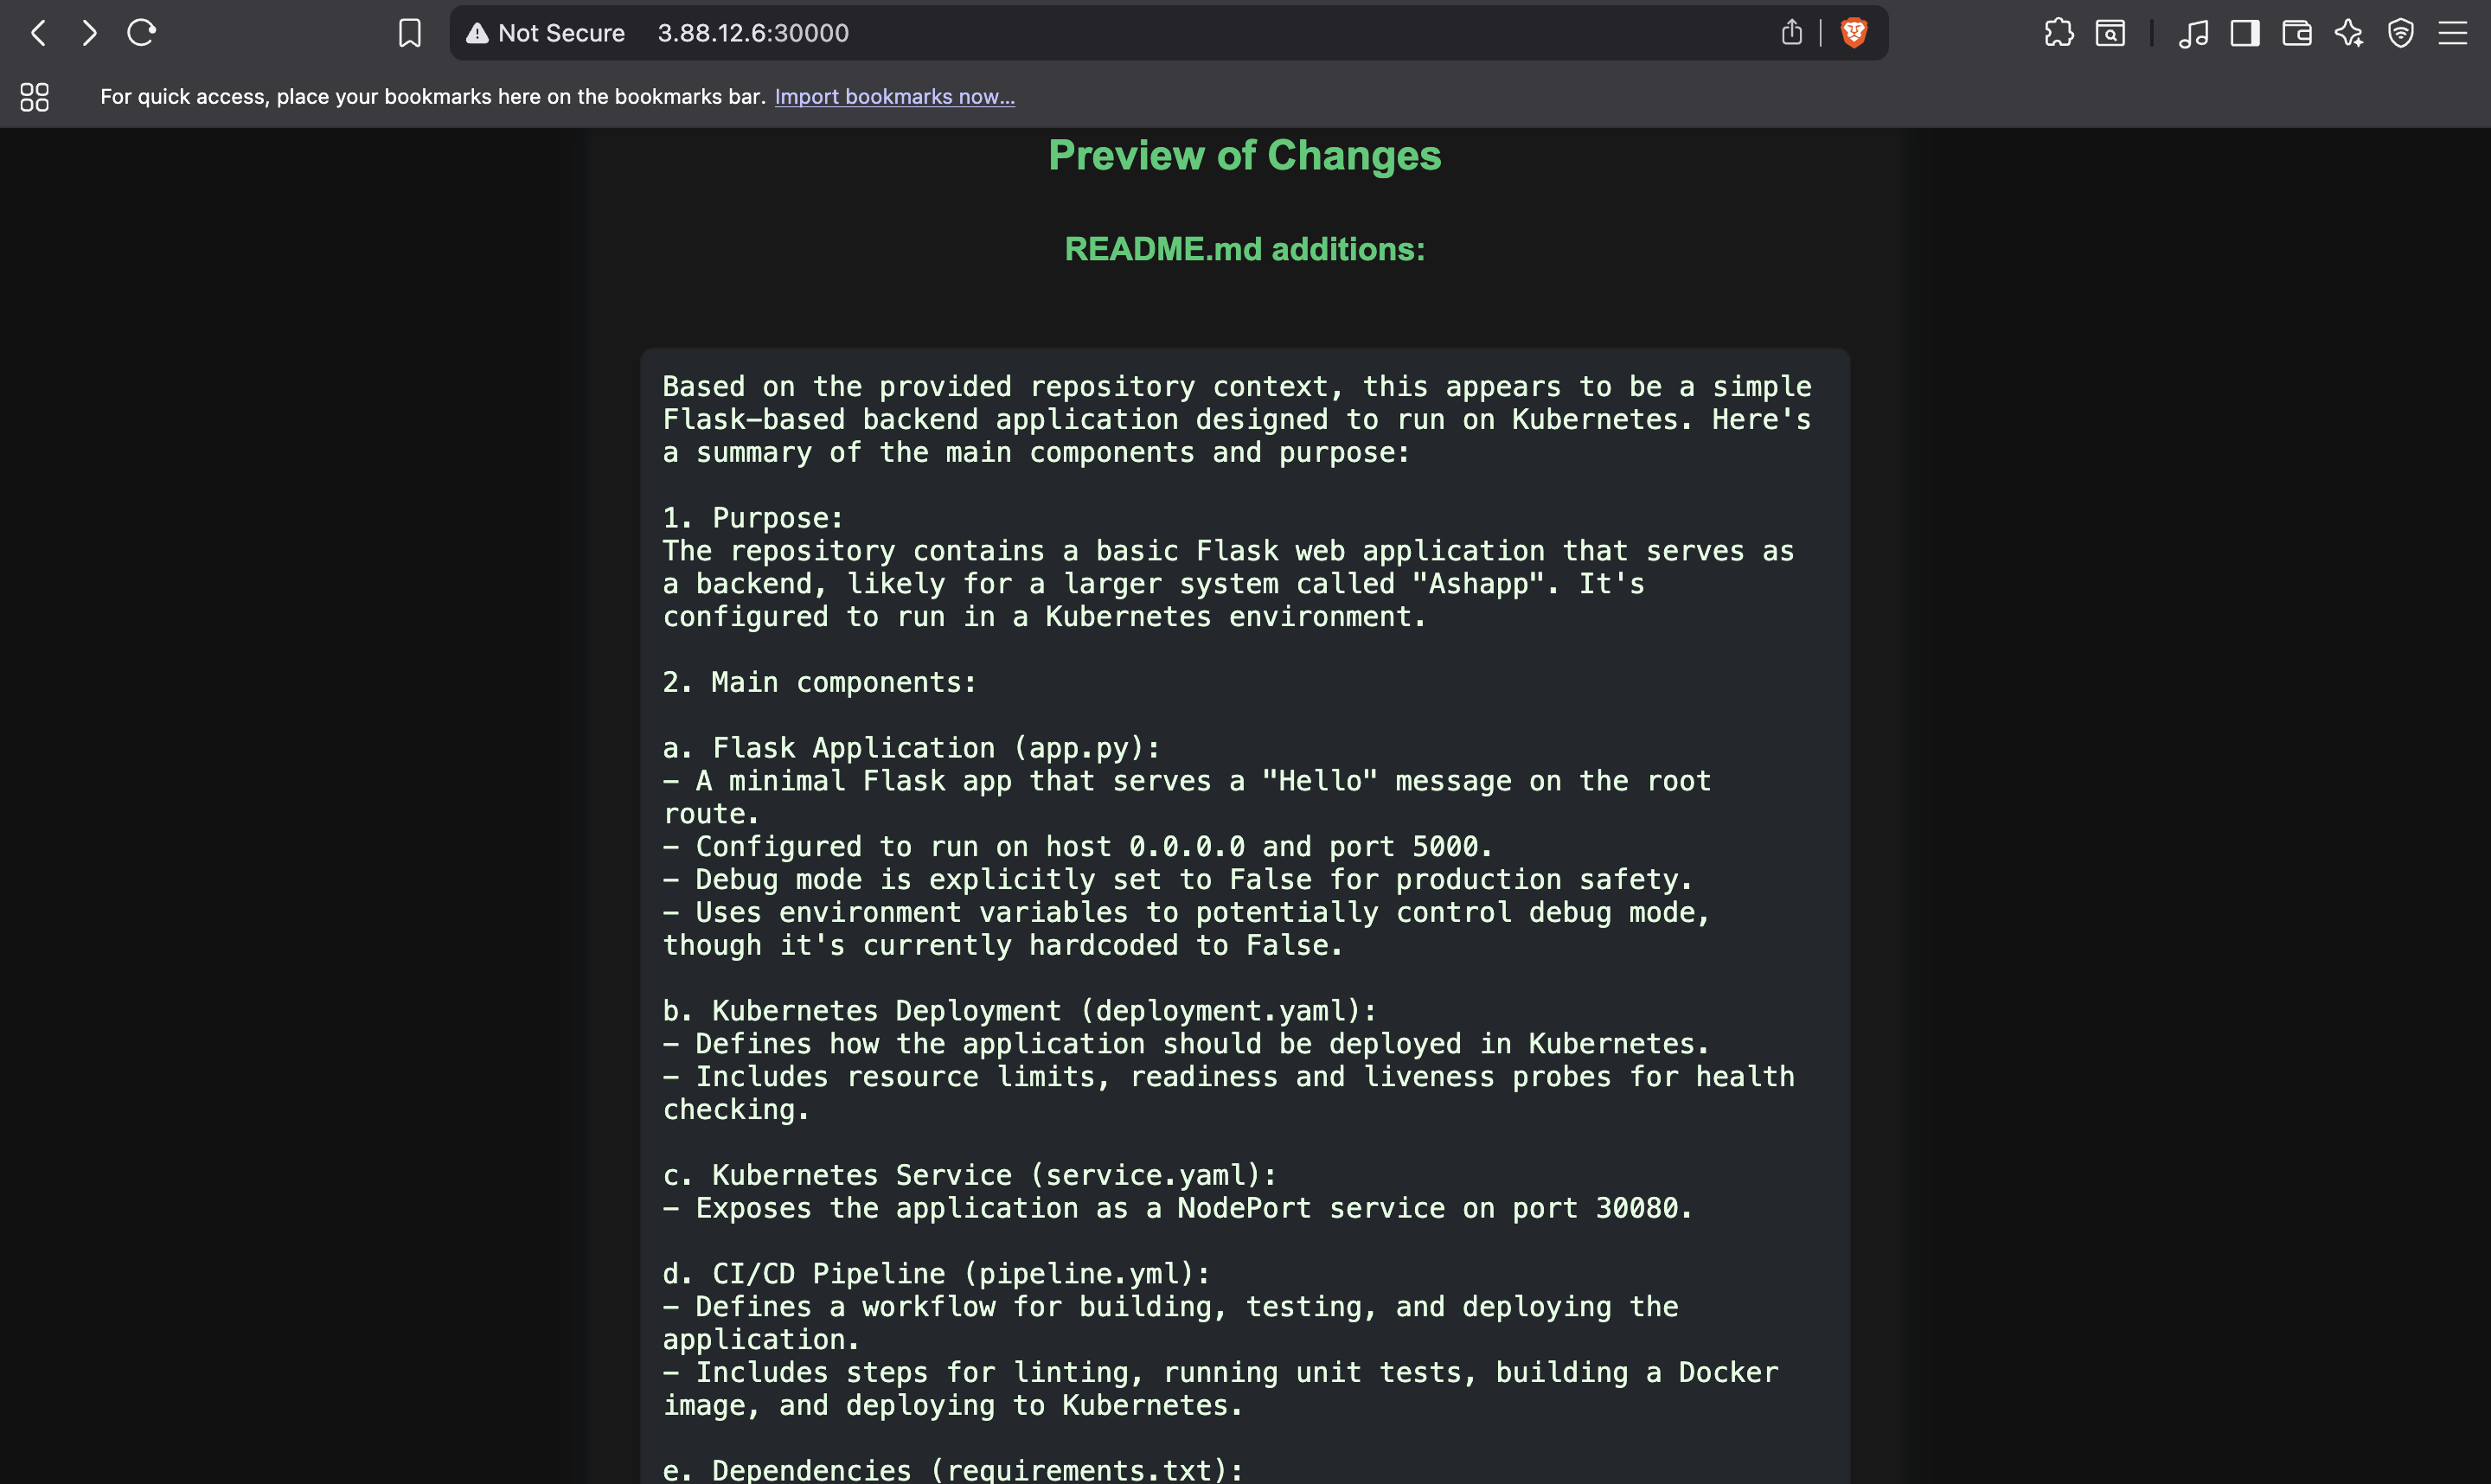 Not Secure 3.88.12.6:30000
For quick access, place your bookmarks here on the bookmarks bar. Import bookmarks now...
Preview of Changes
README.md additions:
Based on the provided repository context, this appears to be a simple
Flask-based backend application designed to run on Kubernetes. Here's
a summary of the main components and purpose:
1. Purpose:
The repository contains a basic Flask web application that serves as
a backend, likely for a larger system called "Ashapp". It's
configured to run in a Kubernetes environment.
2. Main components:
a. Flask Application (app.py):
- A minimal Flask app that serves a "Hello" message on the root
route.
- Configured to run on host 0.0.0.0 and port 5000.
- Debug mode is explicitly set to False for production safety.
- Uses environment variables to potentially control debug mode,
though it's currently hardcoded to False.
b. Kubernetes Deployment (deployment.yaml):
- Defines how the application should be deployed in Kubernetes.
- Includes resource limits, readiness and liveness probes for health
checking.
c. Kubernetes Service (service.yaml):
- Exposes the application as a NodePort service on port 30080.
d. CI/CD Pipeline (pipeline.yml):
- Defines a workflow for building, testing, and deploying the
application.
- Includes steps for linting, running unit tests, building a Docker
image, and deploying to Kubernetes.
e. Dependencies (requirements.txt):